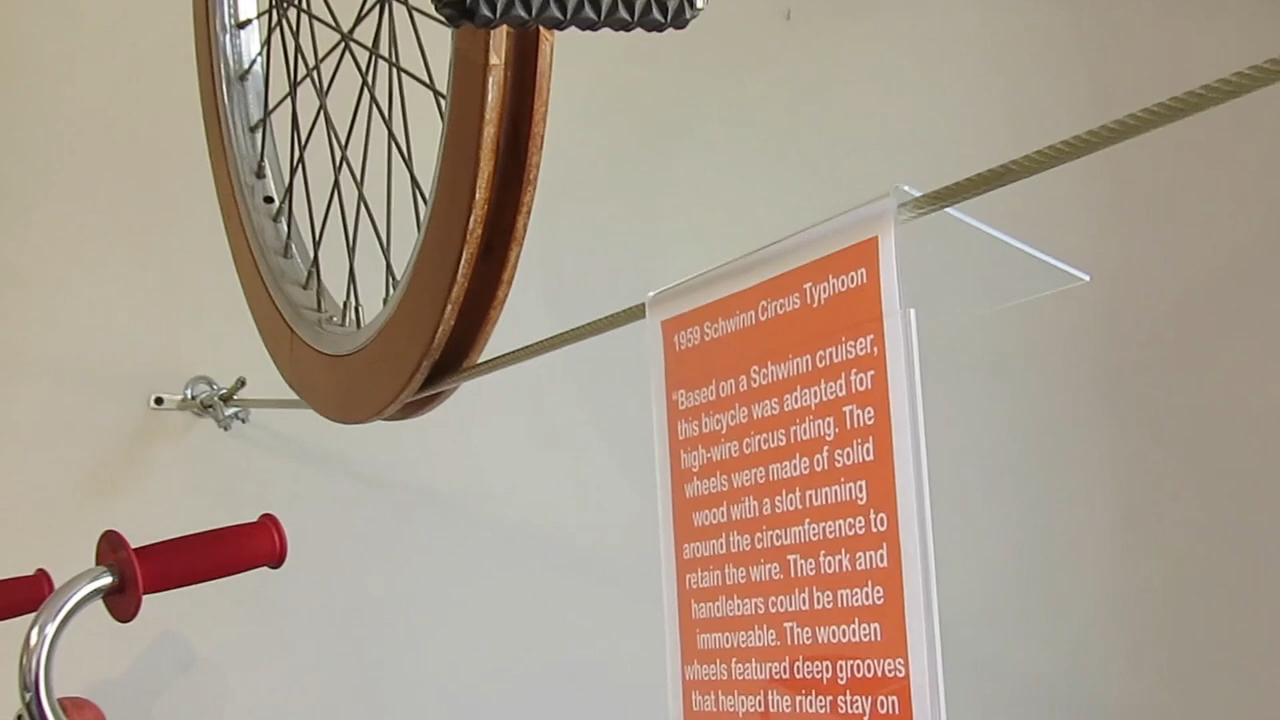 1959 Schwinn Circus Typhoon
“Based on a Schwinn cruiser,
this bicycle was adapted for
high-wire circus riding. The
wheels were made of solid
wood with a slot running
around the circumference to
retain the wire. The fork and
handlebars could be made
immoveable. The wooden
wheels featured deep grooves
that helped the rider stay on